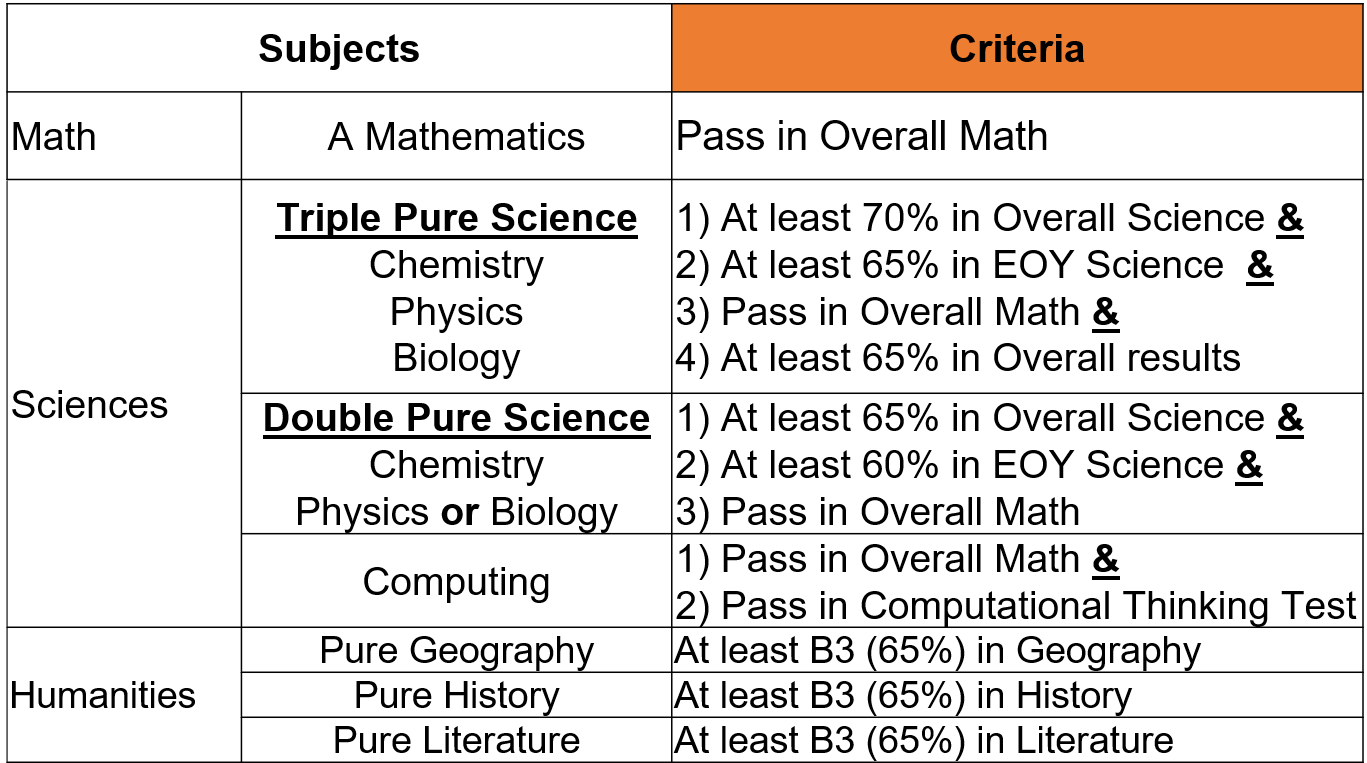 Subjects
Criteria
Math
A Mathematics
Pass in Overall Math
Sciences
Triple Pure Science
Chemistry
Physics
Biology
1) At least 70% in Overall Science &
2) At least 65% in EOY Science &
3) Pass in Overall Math &
4) At least 65% in Overall results
Double Pure Science
Chemistry
Physics or Biology
1) At least 65% in Overall Science &
2) At least 60% in EOY Science &
3) Pass in Overall Math
Computing
1) Pass in Overall Math &
2) Pass in Computational Thinking Test
Humanities
Pure Geography
At least B3 (65%) in Geography
Pure History
At least B3 (65%) in History
Pure Literature
At least B3 (65%) in Literature